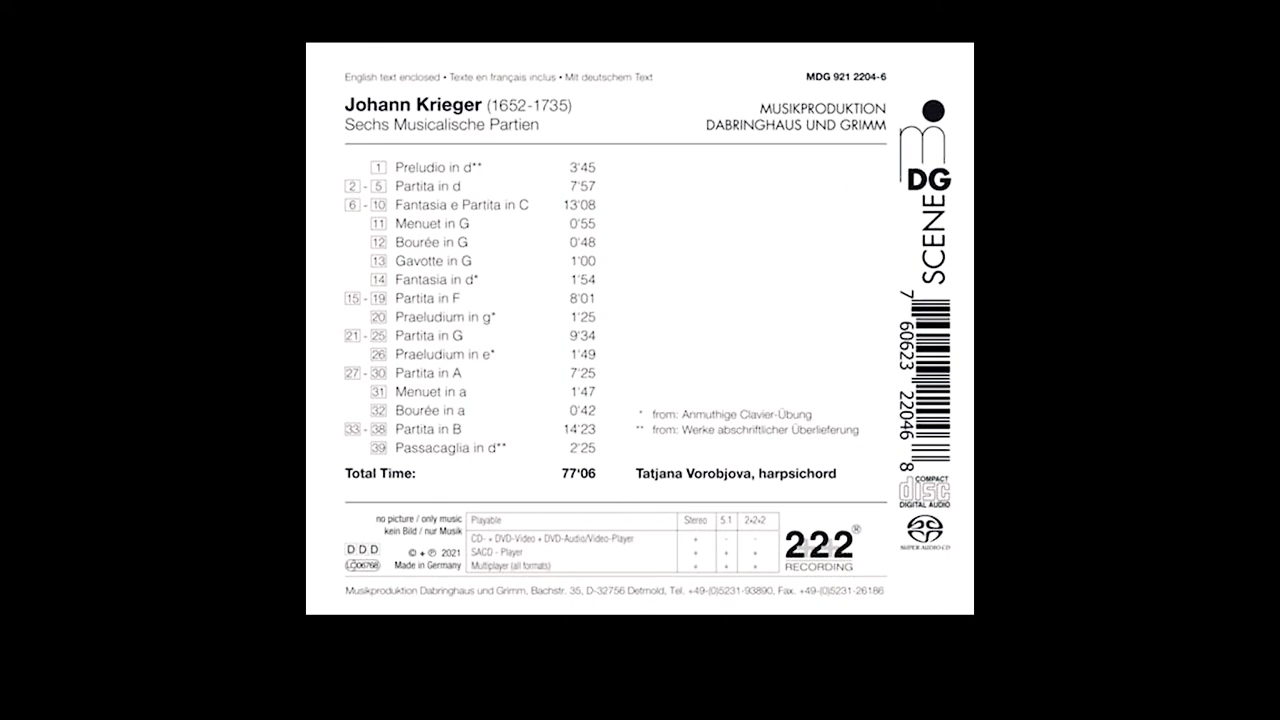 English text enclosed • Texte en français inclus • Mit deutschem Text
MDG 921 2204-6
Johann Krieger (1652-1735)
Sechs Musicalische Partien
MUSIKPRODUKTION
DABRINGHAUS UND GRIMM
1 Preludio in d** 3'45
2 - 5 Partita in d 7'57
6 - 10 Fantasia e Partita in C 13'08
11 Menuet in G 0'55
12 Bourée in G 0'48
13 Gavotte in G 1'00
14 Fantasia in d* 1'54
15 - 19 Partita in F 8'01
20 Praeludium in g* 1'25
21 - 25 Partita in G 9'34
26 Praeludium in e* 1'49
27 - 30 Partita in A 7'25
31 Menuet in a 1'47
32 Bourée in a 0'42
33 - 38 Partita in B 14'23
39 Passacaglia in d** 2'25
* from: Anmuthige Clavier-Übung
** from: Werke abschriftlicher Überlieferung
Total Time: 77'06
Tatjana Vorobjova, harpsichord
no picture / only music
kein Bild / nur Musik
D D D
© + ℗ 2021
LC06768
Made in Germany
Playable Stereo 5.1 2+2+2
CD- + DVD-Video + DVD-Audio/Video-Player + - -
SACD - Player + + +
Multiplayer (all formats) + + +
2+2+2 ®
RECORDING
Musikproduktion Dabringhaus und Grimm, Bachstr. 35, D-32756 Detmold, Tel. +49-(0)5231-93890, Fax. +49-(0)5231-26186
m
DG
SCENE
7 60623 22046 8
COMPACT
disc
DIGITAL AUDIO
SUPER AUDIO CD